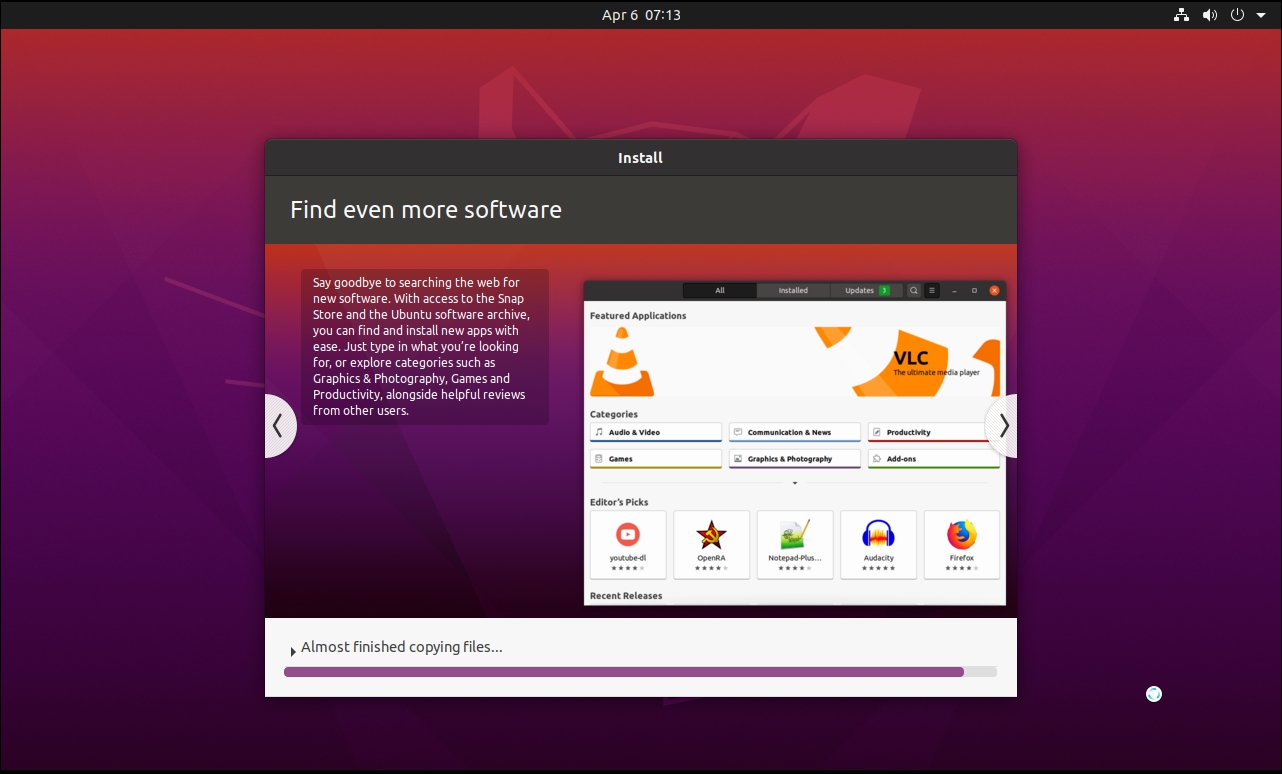 Apr 6 07:13
Install
Find even more software
Say goodbye to searching the web for
new software. With access to the Snap
Store and the Ubuntu software archive,
you can find and install new apps with
ease. Just type in what you're looking
for, or explore categories such as
Graphics & Photography, Games and
Productivity, alongside helpful reviews
from other users.
All Installed Updates 3
Featured Applications
VLC
The ultimate media player
Categories
Audio & Video Communication & News Productivity
Games Graphics & Photography Add-ons
Editor's Picks
youtube-dl OpenRA Notepad-Plus... Audacity Firefox
Recent Releases
Almost finished copying files...